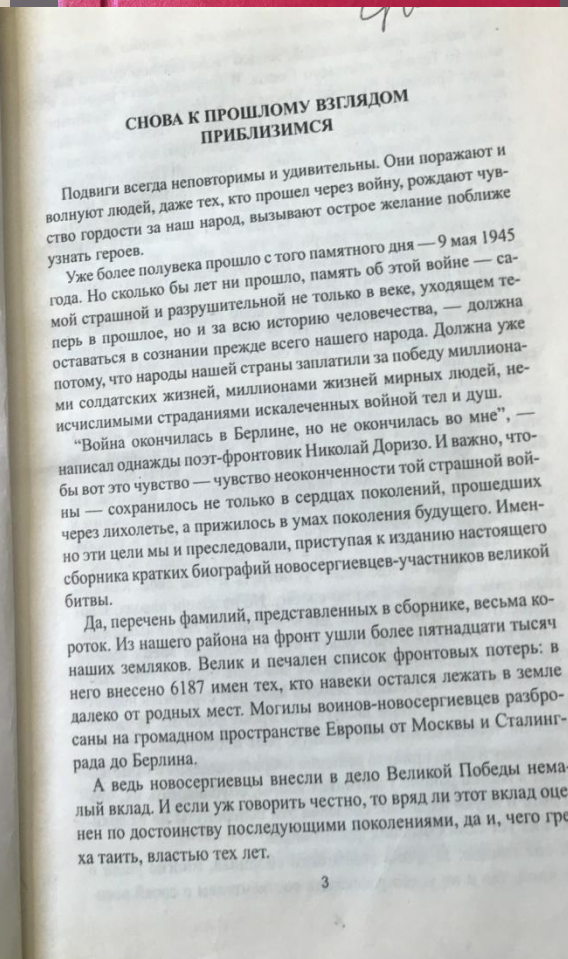 СНОВА К ПРОШЛОМУ ВЗГЛЯДОМ
ПРИБЛИЗИМСЯ
Подвиги всегда неповторимы и удивительны. Они поражают и
волнуют людей, даже тех, кто прошел через войну, рождают чув-
ство гордости за наш народ, вызывают острое желание поближе
узнать героев.
Уже более полувека прошло с того памятного дня — 9 мая 1945
года. Но сколько бы лет ни прошло, память об этой войне — са-
мой страшной и разрушительной не только в веке, уходящем те-
перь в прошлое, но и за всю историю человечества, — должна
оставаться в сознании прежде всего нашего народа. Должна уже
потому, что народы нашей страны заплатили за победу миллиона-
ми солдатских жизней, миллионами жизней мирных людей, не-
исчислимыми страданиями искалеченных войной тел и душ.
“Война окончилась в Берлине, но не окончилась во мне”, —
написал однажды поэт-фронтовик Николай Доризо. И важно, что-
бы вот это чувство — чувство неоконченности той страшной вой-
ны — сохранилось не только в сердцах поколений, прошедших
через лихолетье, а прижилось в умах поколения будущего. Имен-
но эти цели мы и преследовали, приступая к изданию настоящего
сборника кратких биографий новосергиевцев-участников великой
битвы.
Да, перечень фамилий, представленных в сборнике, весьма ко-
роток. Из нашего района на фронт ушли более пятнадцати тысяч
наших земляков. Велик и печален список фронтовых потерь: в
него внесено 6187 имен тех, кто навеки остался лежать в земле
далеко от родных мест. Могилы воинов-новосергиевцев разбро-
саны на громадном пространстве Европы от Москвы и Сталинг-
рада до Берлина.
А ведь новосергиевцы внесли в дело Великой Победы нема-
лый вклад. И если уж говорить честно, то вряд ли этот вклад оце
нен по достоинству последующими поколениями, да и, чего гре
ха таить, властью тех лет.
3